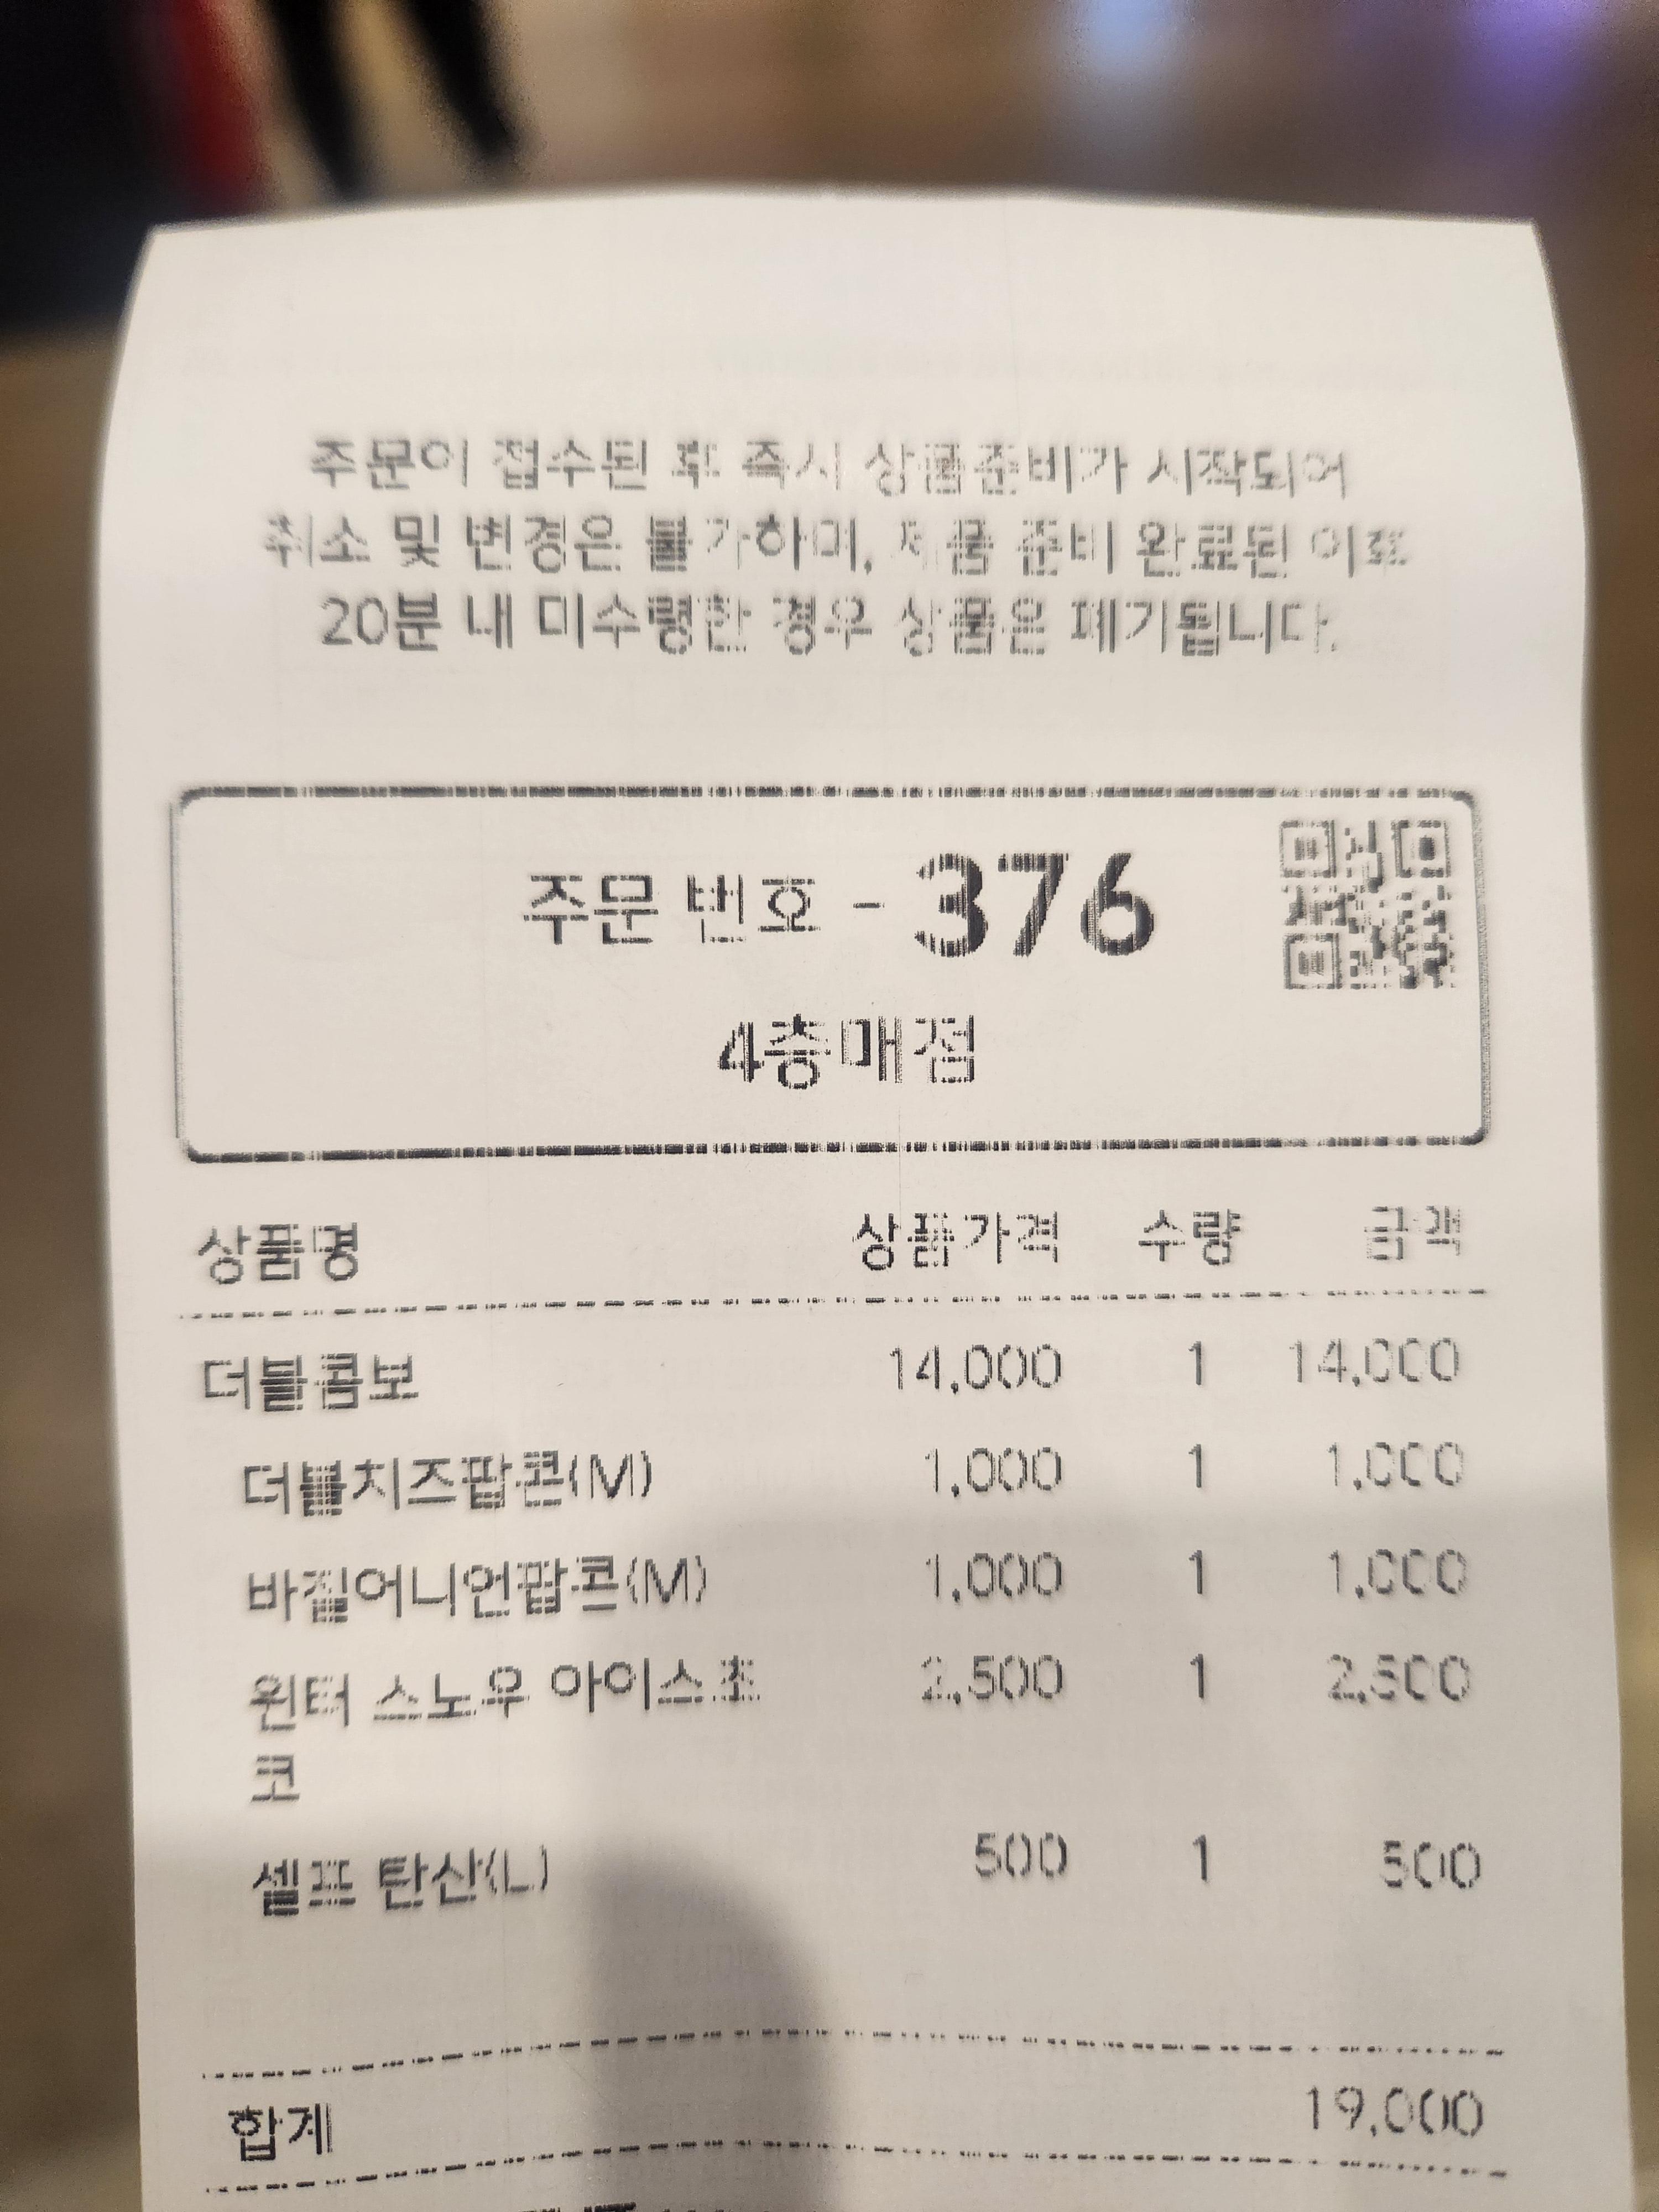 주문이 접수된 후 즉시 상품준비가 시작되어
취소 및 변경은 불가하며, 제품 준비 완료된 이후
20분 내 미수령한 경우 상품은 폐기됩니다.
주문 번호 - 376
4층매점
상품명 상품가격 수량 금액
더블콤보 14,000 1 14,000
더블치즈팝콘(M) 1,000 1 1,000
바질어니언팝콘(M) 1,000 1 1,000
윈터 스노우 아이스초 2,500 1 2,500
코
셀프 탄산(L) 500 1 500
합계 19,000